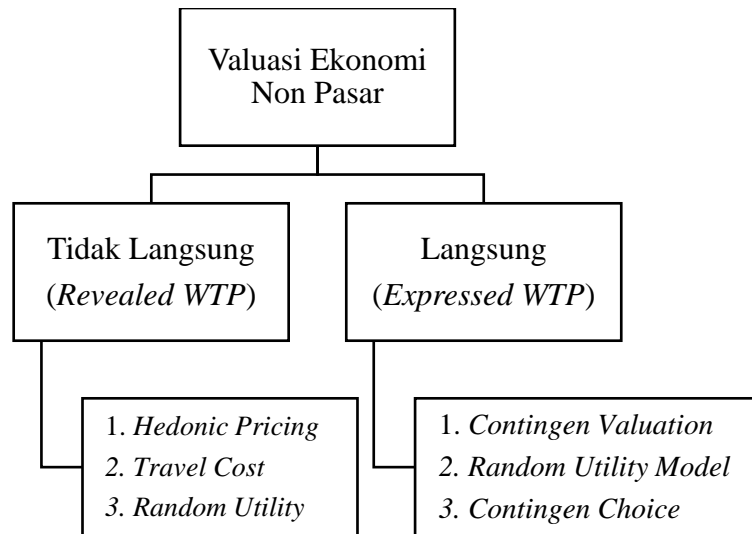 Valuasi Ekonomi
Non Pasar
Tidak Langsung
(Revealed WTP)
Langsung
(Expressed WTP)
1. Hedonic Pricing
2. Travel Cost
3. Random Utility
1. Contingen Valuation
2. Random Utility Model
3. Contingen Choice